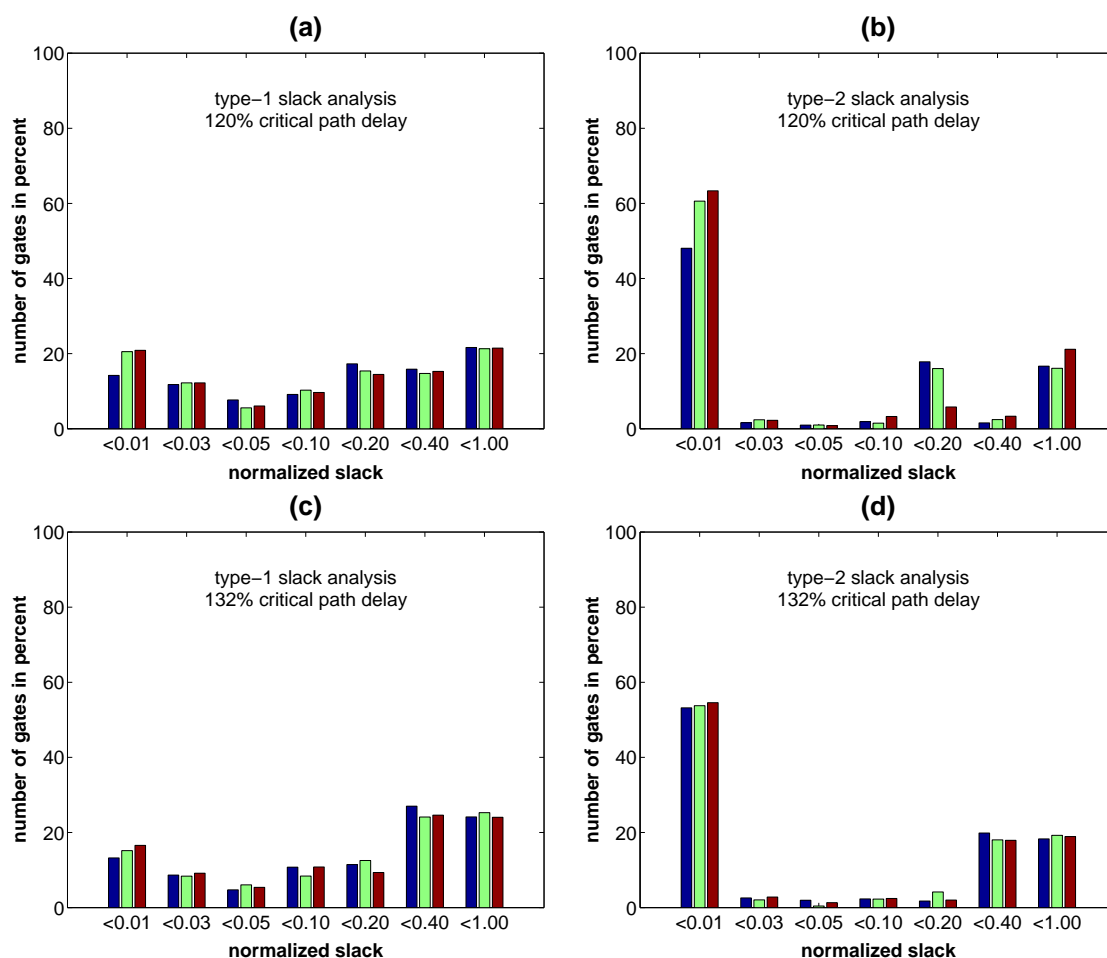 (a)
100
80
60
40
20
0
number of gates in percent
type−1 slack analysis
120% critical path delay
<0.01 <0.03 <0.05 <0.10 <0.20 <0.40 <1.00
normalized slack
(b)
100
80
60
40
20
0
number of gates in percent
type−2 slack analysis
120% critical path delay
<0.01 <0.03 <0.05 <0.10 <0.20 <0.40 <1.00
normalized slack
(c)
100
80
60
40
20
0
number of gates in percent
type−1 slack analysis
132% critical path delay
<0.01 <0.03 <0.05 <0.10 <0.20 <0.40 <1.00
normalized slack
(d)
100
80
60
40
20
0
number of gates in percent
type−2 slack analysis
132% critical path delay
<0.01 <0.03 <0.05 <0.10 <0.20 <0.40 <1.00
normalized slack